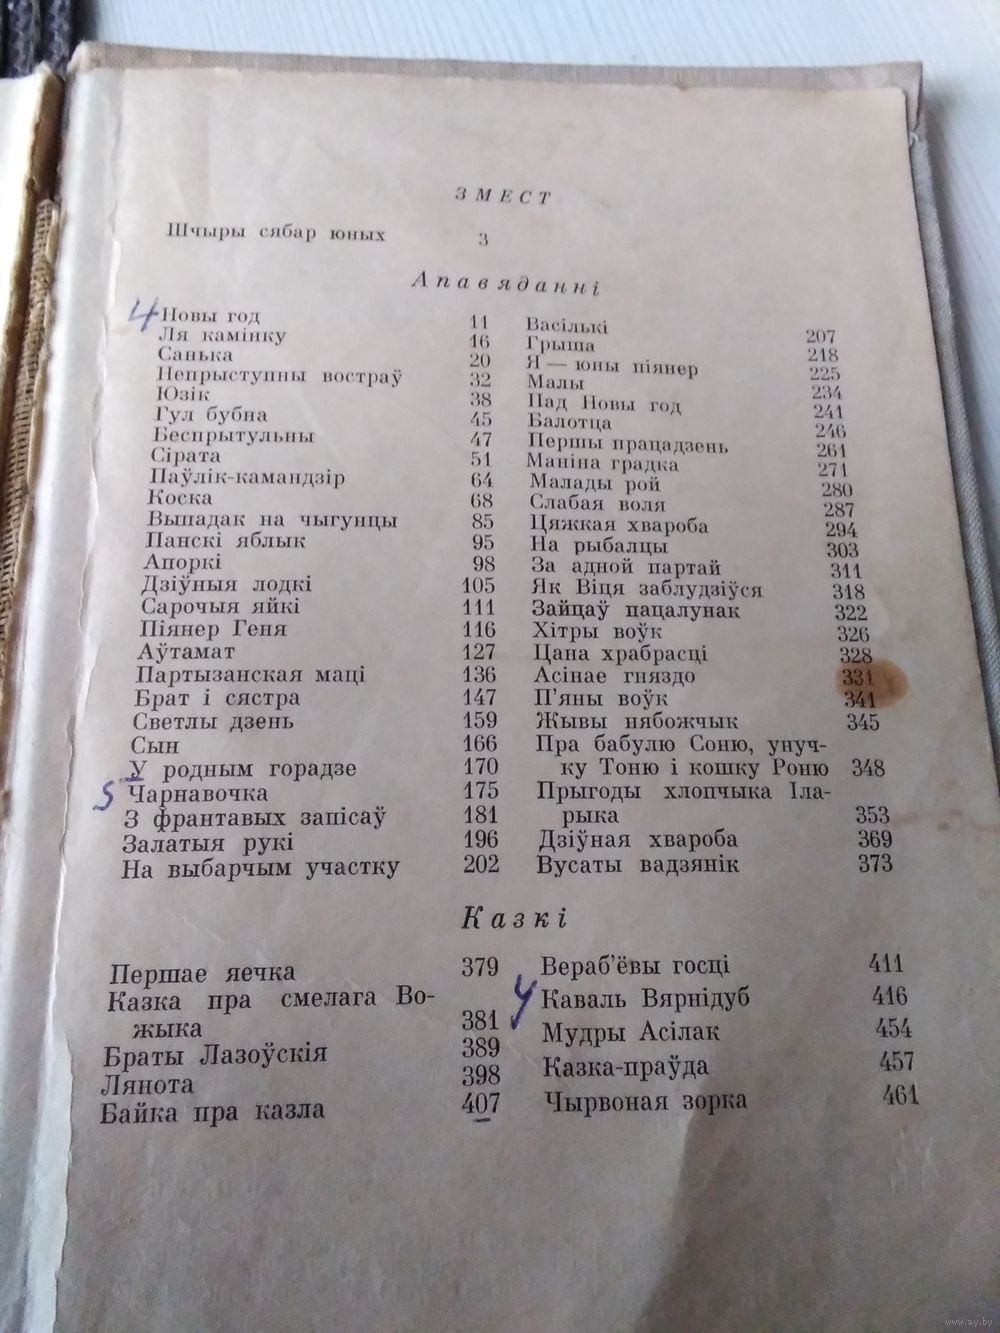 ЗМЕСТ
Шчыры сябар юных 3
Апавяданні
4 Новы год 11
Ля камінку 16
Санька 20
Непрыступны востраў 32
Юзік 38
Гул бубна 45
Беспрытульны 47
Сірата 51
Паўлік-камандзір 64
Коска 68
Выпадак на чыгунцы 85
Панскі яблык 95
Апоркі 98
Дзіўныя лодкі 105
Сарочыя яйкі 111
Піянер Геня 116
Аўтамат 127
Партызанская маці 136
Брат і сястра 147
Светлы дзень 159
Сын 166
У родным горадзе 170
5 Чарнавочка 175
З франтавых запісаў 181
Залатыя рукі 196
На выбарчым участку 202
Васількі 207
Грыша 218
Я — юны піянер 225
Малы 234
Пад Новы год 241
Балотца 246
Першы працадзень 261
Маніна градка 271
Малады рой 280
Слабая воля 287
Цяжкая хвароба 294
На рыбалцы 303
За адной партай 311
Як Віця заблудзіўся 318
Зайцаў пацалунак 322
Хітры воўк 326
Цана храбрасці 328
Асінае гняздо 331
П'яны воўк 341
Жывы нябожчык 345
Пра бабулю Соню, унуч-
ку Тоню і кошку Роню 348
Прыгоды хлопчыка Іла-
рыка 353
Дзіўная хвароба 369
Вусаты вадзянік 373
Казкі
Першае яечка 379
Казка пра смелага Во-
жыка 381
Браты Лазоўскія 389
Лянота 398
Байка пра казла 407
Вераб'ёвы госці 411
Каваль Вярнідуб 416
Мудры Асілак 454
Казка-праўда 457
Чырвоная зорка 461
www.ay.by